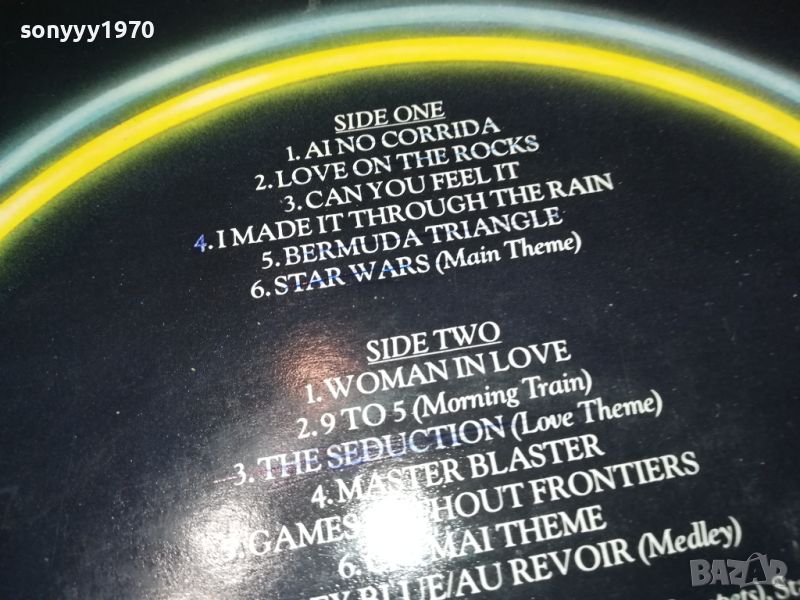 sonyyy1970
SIDE ONE
1. AI NO CORRIDA
2. LOVE ON THE ROCKS
3. CAN YOU FEEL IT
4. I MADE IT THROUGH THE RAIN
5. BERMUDA TRIANGLE
6. STAR WARS (Main Theme)
SIDE TWO
1. WOMAN IN LOVE
2. 9 TO 5 (Morning Train)
3. THE SEDUCTION (Love Theme)
4. MASTER BLASTER
GAMES FRONTIERS
6. THEME
BLUE/AU REVOIR (Medley)
BAZAR